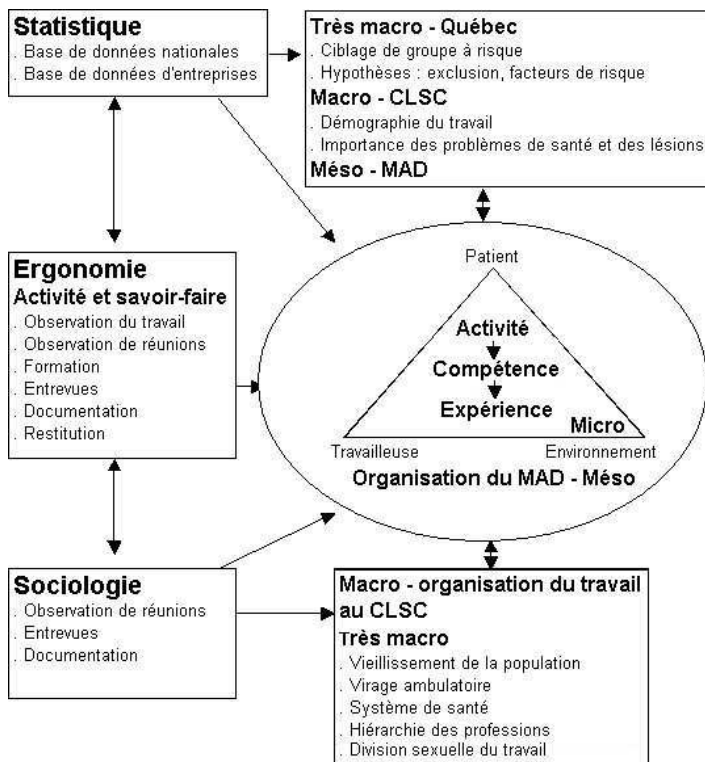 Statistique
. Base de données nationales
. Base de données d'entreprises
Très macro - Québec
. Ciblage de groupe à risque
. Hypothèses : exclusion, facteurs de risque
Macro - CLSC
. Démographie du travail
. Importance des problèmes de santé et des lésions
Méso - MAD
Ergonomie
Activité et savoir-faire
. Observation du travail
. Observation de réunions
. Formation
. Entrevues
. Documentation
. Restitution
Patient
Activité
Compétence
Expérience
Micro
Travailleuse
Environnement
Organisation du MAD - Méso
Sociologie
. Observation de réunions
. Entrevues
. Documentation
Macro - organisation du travail
au CLSC
Très macro
. Vieillissement de la population
. Virage ambulatoire
. Système de santé
. Hiérarchie des professions
. Division sexuelle du travail